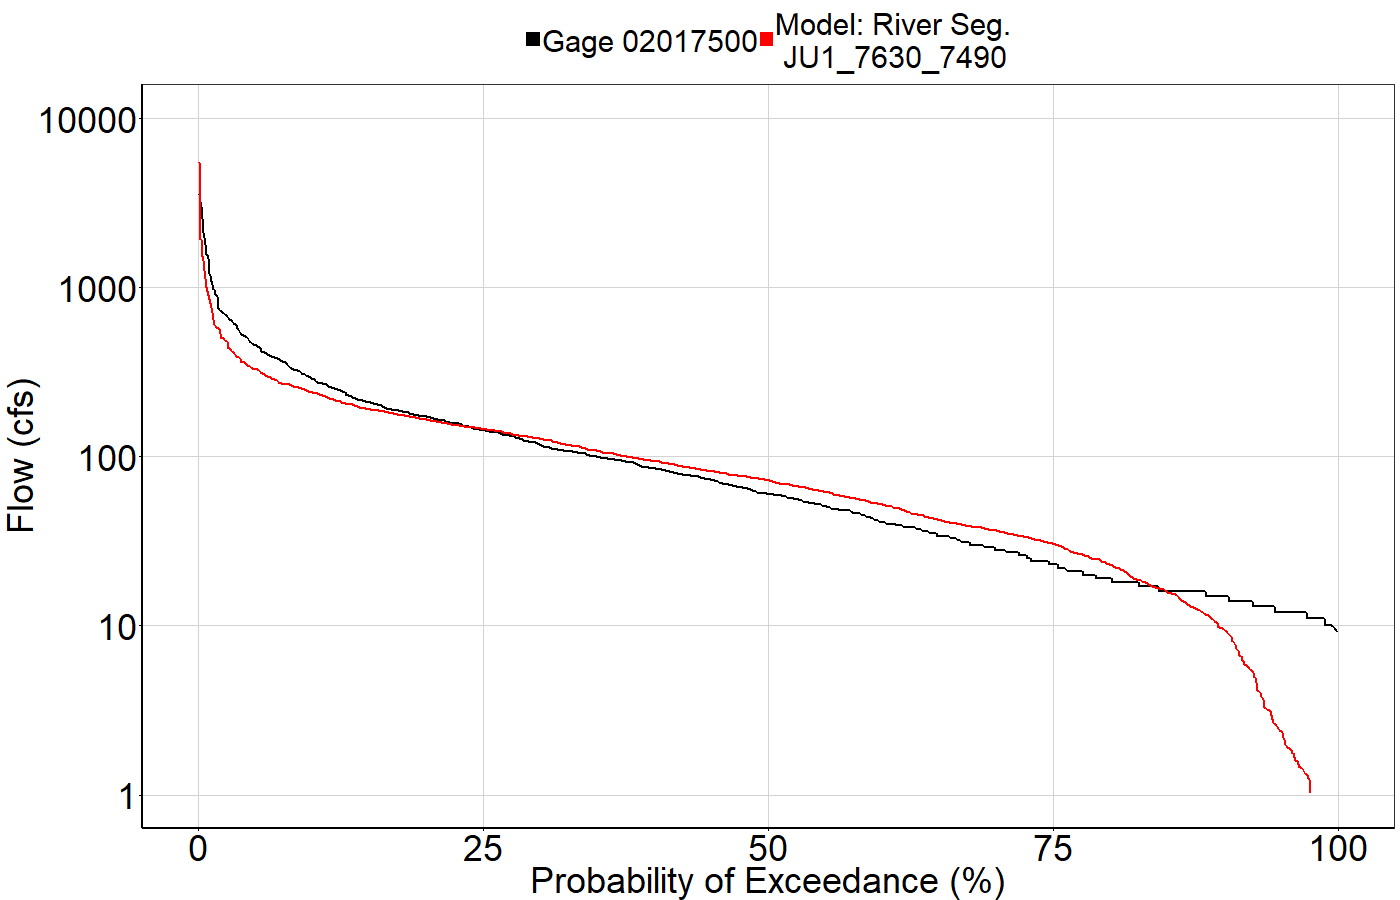 Gage 02017500
Model: River Seg.
JU1_7630_7490
10000
1000
100
10
1
Flow (cfs)
0 25 50 75 100
Probability of Exceedance (%)